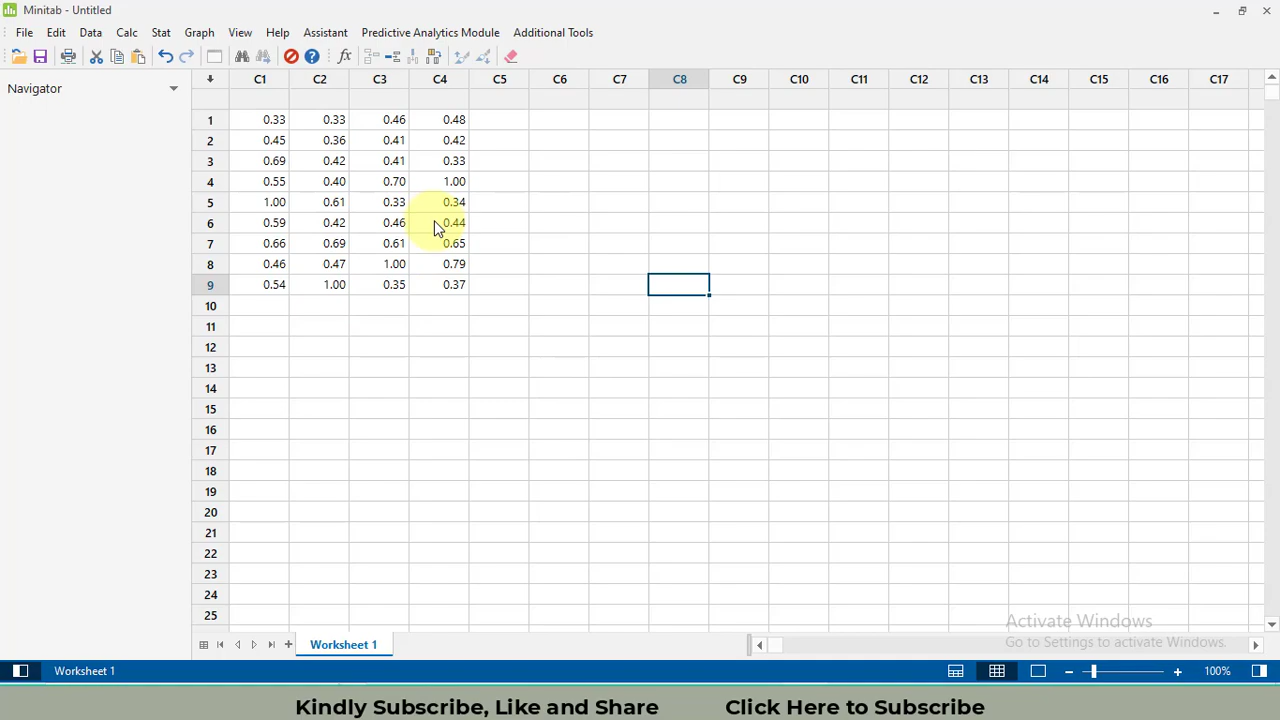 Minitab - Untitled
File Edit Data Calc Stat Graph View Help Assistant Predictive Analytics Module Additional Tools
Navigator
C1 C2 C3 C4 C5 C6 C7 C8 C9 C10 C11 C12 C13 C14 C15 C16 C17
1 0.33 0.33 0.46 0.48
2 0.45 0.36 0.41 0.42
3 0.69 0.42 0.41 0.33
4 0.55 0.40 0.70 1.00
5 1.00 0.61 0.33 0.34
6 0.59 0.42 0.46 0.44
7 0.66 0.69 0.61 0.65
8 0.46 0.47 1.00 0.79
9 0.54 1.00 0.35 0.37
10
11
12
13
14
15
16
17
18
19
20
21
22
23
24
25
Activate Windows
Go to Settings to activate Windows.
Worksheet 1
Worksheet 1 100%
Kindly Subscribe, Like and Share Click Here to Subscribe